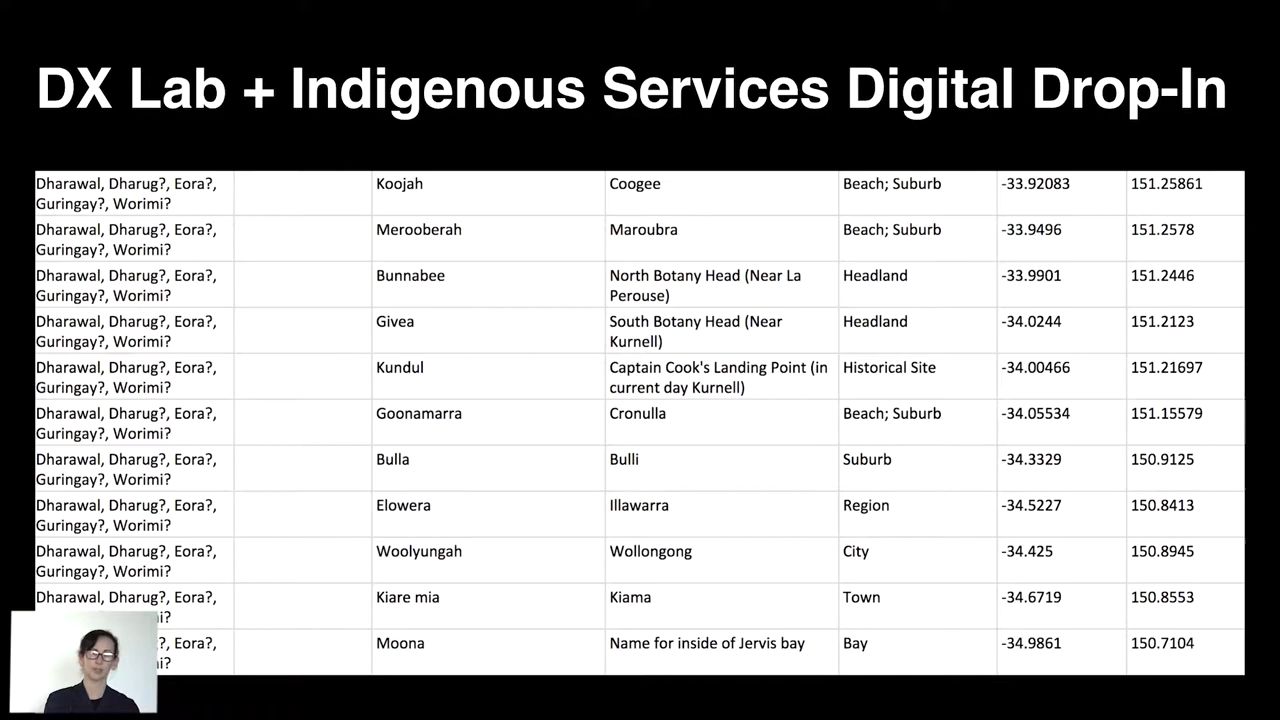 DX Lab + Indigenous Services Digital Drop-In
Dharawal, Dharug?, Eora?, Koojah Coogee Beach; Suburb -33.92083 151.25861
Guringay?, Worimi?
Dharawal, Dharug?, Eora?, Merooberah Maroubra Beach; Suburb -33.9496 151.2578
Guringay?, Worimi?
Dharawal, Dharug?, Eora?, Bunnabee North Botany Head (Near La Headland -33.9901 151.2446
Guringay?, Worimi? Perouse)
Dharawal, Dharug?, Eora?, Givea South Botany Head (Near Headland -34.0244 151.2123
Guringay?, Worimi? Kurnell)
Dharawal, Dharug?, Eora?, Kundul Captain Cook's Landing Point (in Historical Site -34.00466 151.21697
Guringay?, Worimi? current day Kurnell)
Dharawal, Dharug?, Eora?, Goonamarra Cronulla Beach; Suburb -34.05534 151.15579
Guringay?, Worimi?
Dharawal, Dharug?, Eora?, Bulla Bulli Suburb -34.3329 150.9125
Guringay?, Worimi?
Dharawal, Dharug?, Eora?, Elowera Illawarra Region -34.5227 150.8413
Guringay?, Worimi?
Dharawal, Dharug?, Eora?, Woolyungah Wollongong City -34.425 150.8945
Guringay?, Worimi?
Dharawal, Dharug?, Eora?, Kiare mia Kiama Town -34.6719 150.8553
i?
?, Eora?, Moona Name for inside of Jervis bay Bay -34.9861 150.7104
mi?